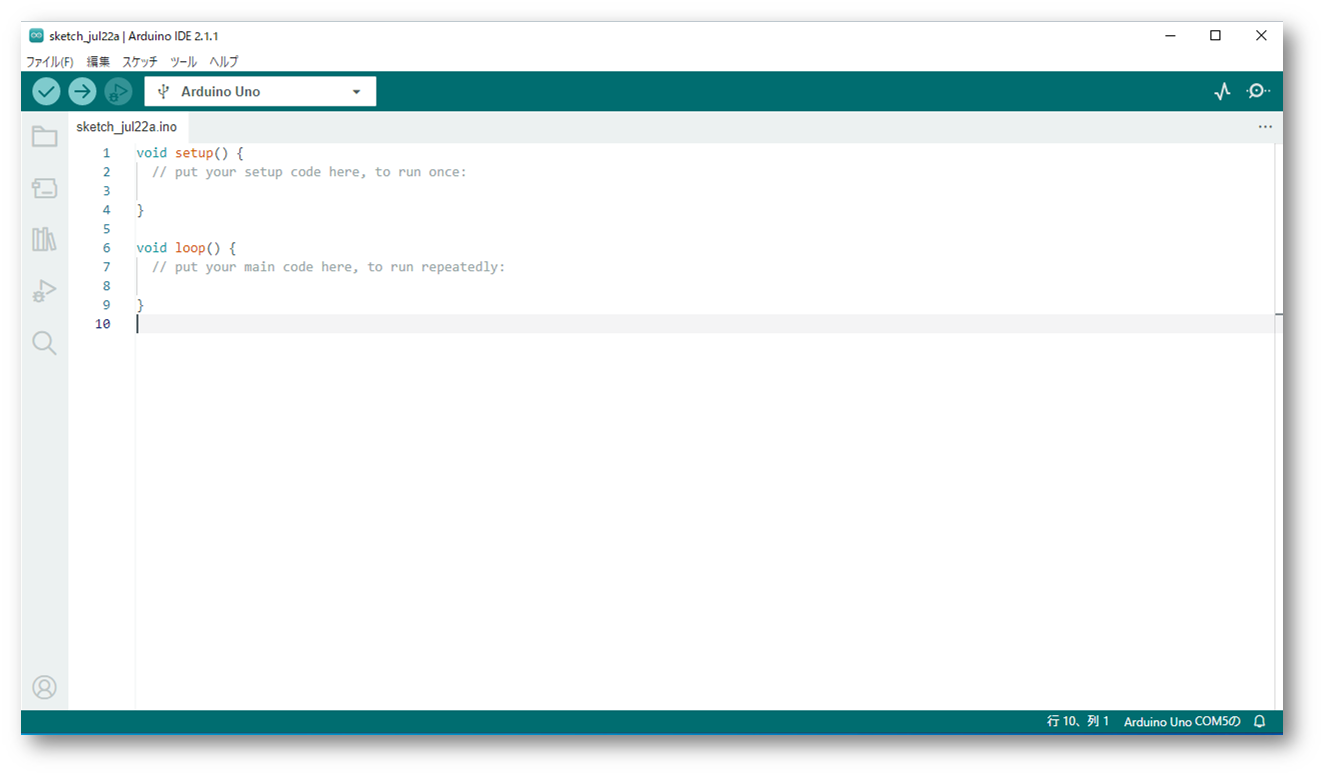 sketch_jul22a | Arduino IDE 2.1.1
ファイル(F) 編集 スケッチ ツール ヘルプ
Arduino Uno
sketch_jul22a.ino
1 void setup() {
2 // put your setup code here, to run once:
3
4 }
5
6 void loop() {
7 // put your main code here, to run repeatedly:
8
9 }
10
行 10、列 1 Arduino Uno COM5の